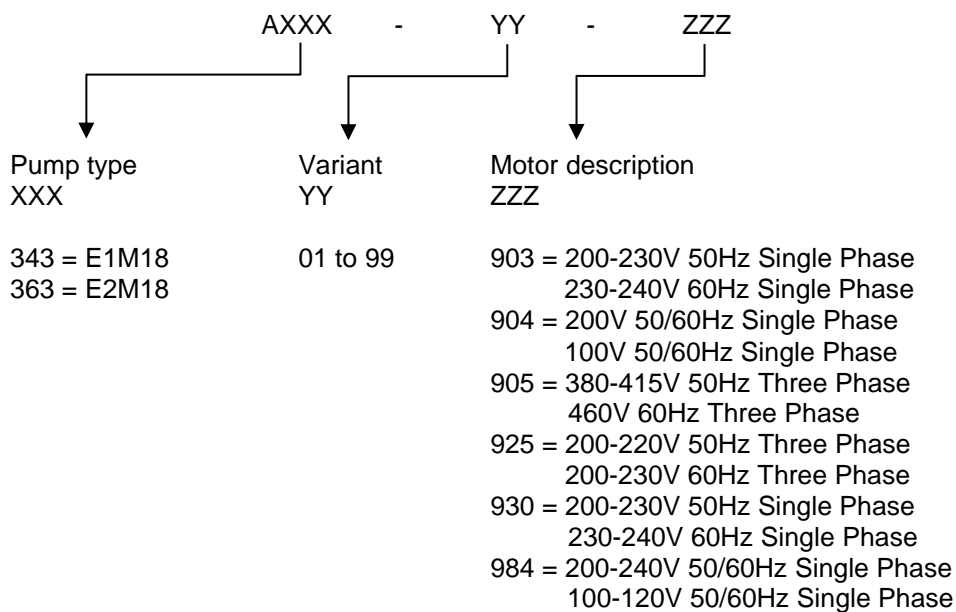 AXXX - YY - ZZZ
Pump type Variant Motor description
XXX YY ZZZ
343 = E1M18 01 to 99 903 = 200-230V 50Hz Single Phase
363 = E2M18 230-240V 60Hz Single Phase
904 = 200V 50/60Hz Single Phase
100V 50/60Hz Single Phase
905 = 380-415V 50Hz Three Phase
460V 60Hz Three Phase
925 = 200-220V 50Hz Three Phase
200-230V 60Hz Three Phase
930 = 200-230V 50Hz Single Phase
230-240V 60Hz Single Phase
984 = 200-240V 50/60Hz Single Phase
100-120V 50/60Hz Single Phase